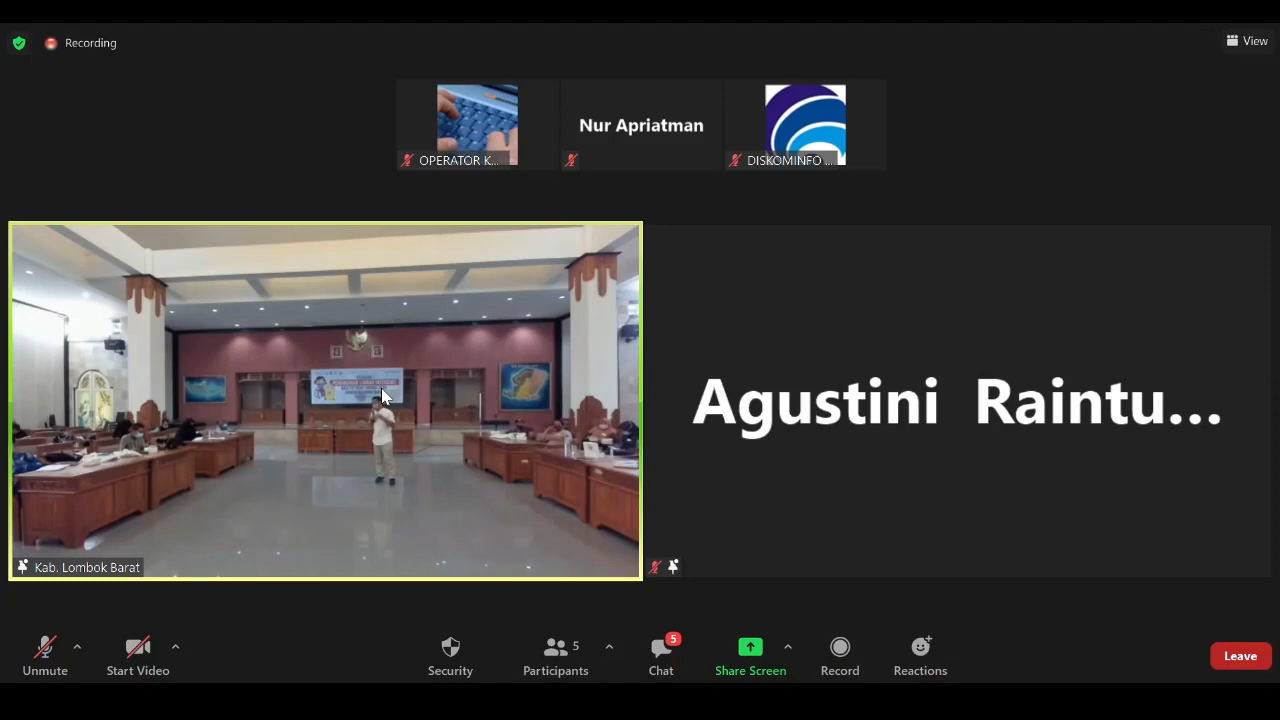 Recording
View
OPERATOR K...
Nur Apriatman
DISKOMINFO ...
Agustini Raintu...
Kab. Lombok Barat
Unmute
Start Video
Security
5
Participants
5
Chat
Share Screen
Record
Reactions
Leave